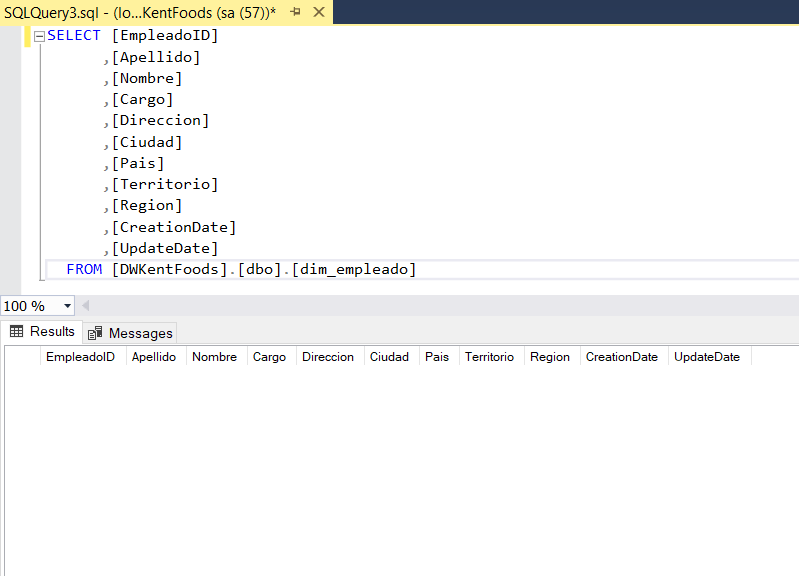 SQLQuery3.sql - (lo...KentFoods (sa (57))*
SELECT [EmpleadoID]
,[Apellido]
,[Nombre]
,[Cargo]
,[Direccion]
,[Ciudad]
,[Pais]
,[Territorio]
,[Region]
,[CreationDate]
,[UpdateDate]
FROM [DWKentFoods].[dbo].[dim_empleado]
100 %
Results Messages
EmpleadoID Apellido Nombre Cargo Direccion Ciudad Pais Territorio Region CreationDate UpdateDate